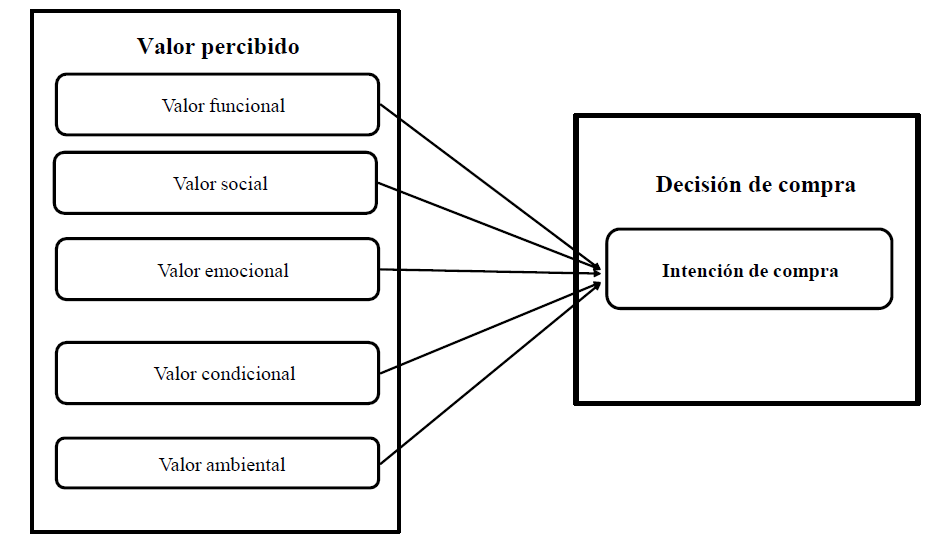 Valor percibido
Valor funcional
Valor social
Valor emocional
Valor condicional
Valor ambiental
Decisión de compra
Intención de compra